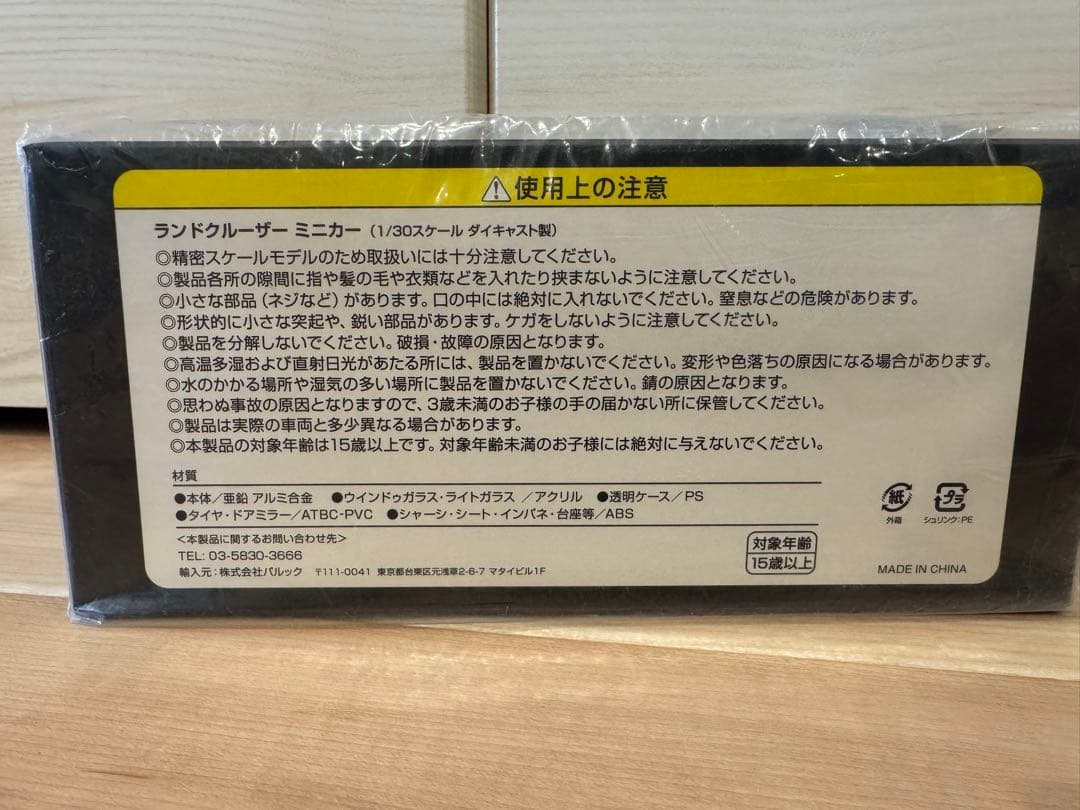 ⚠使用上の注意
ランドクルーザー ミニカー（1/30スケール ダイキャスト製）
◎精密スケールモデルのため取扱いには十分注意してください。
◎製品各所の隙間に指や髪の毛や衣類などを入れたり挟まないように注意してください。
◎小さな部品（ネジなど）があります。口の中には絶対に入れないでください。窒息などの危険があります。
◎形状的に小さな突起や、鋭い部品があります。ケガをしないように注意してください。
◎製品を分解しないでください。破損・故障の原因となります。
◎高温多湿および直射日光があたる所には、製品を置かないでください。変形や色落ちの原因になる場合があります。
◎水のかかる場所や湿気の多い場所に製品を置かないでください。錆の原因となります。
◎思わぬ事故の原因となりますので、3歳未満のお子様の手の届かない所に保管してください。
◎製品は実際の車両と多少異なる場合があります。
◎本製品の対象年齢は15歳以上です。対象年齢未満のお子様には絶対に与えないでください。
材質
●本体／亜鉛 アルミ合金 ●ウインドゥガラス・ライトガラス ／アクリル ●透明ケース／PS
●タイヤ・ドアミラー／ATBC-PVC ●シャーシ・シート・インパネ・台座等／ABS
紙
外箱
プラ
シュリンク：PE
＜本製品に関するお問い合わせ先＞
TEL: 03-5830-3666
輸入元：株式会社パルック 〒111-0041 東京都台東区元浅草2-6-7 マタイビル1F
対象年齢
15歳以上
MADE IN CHINA